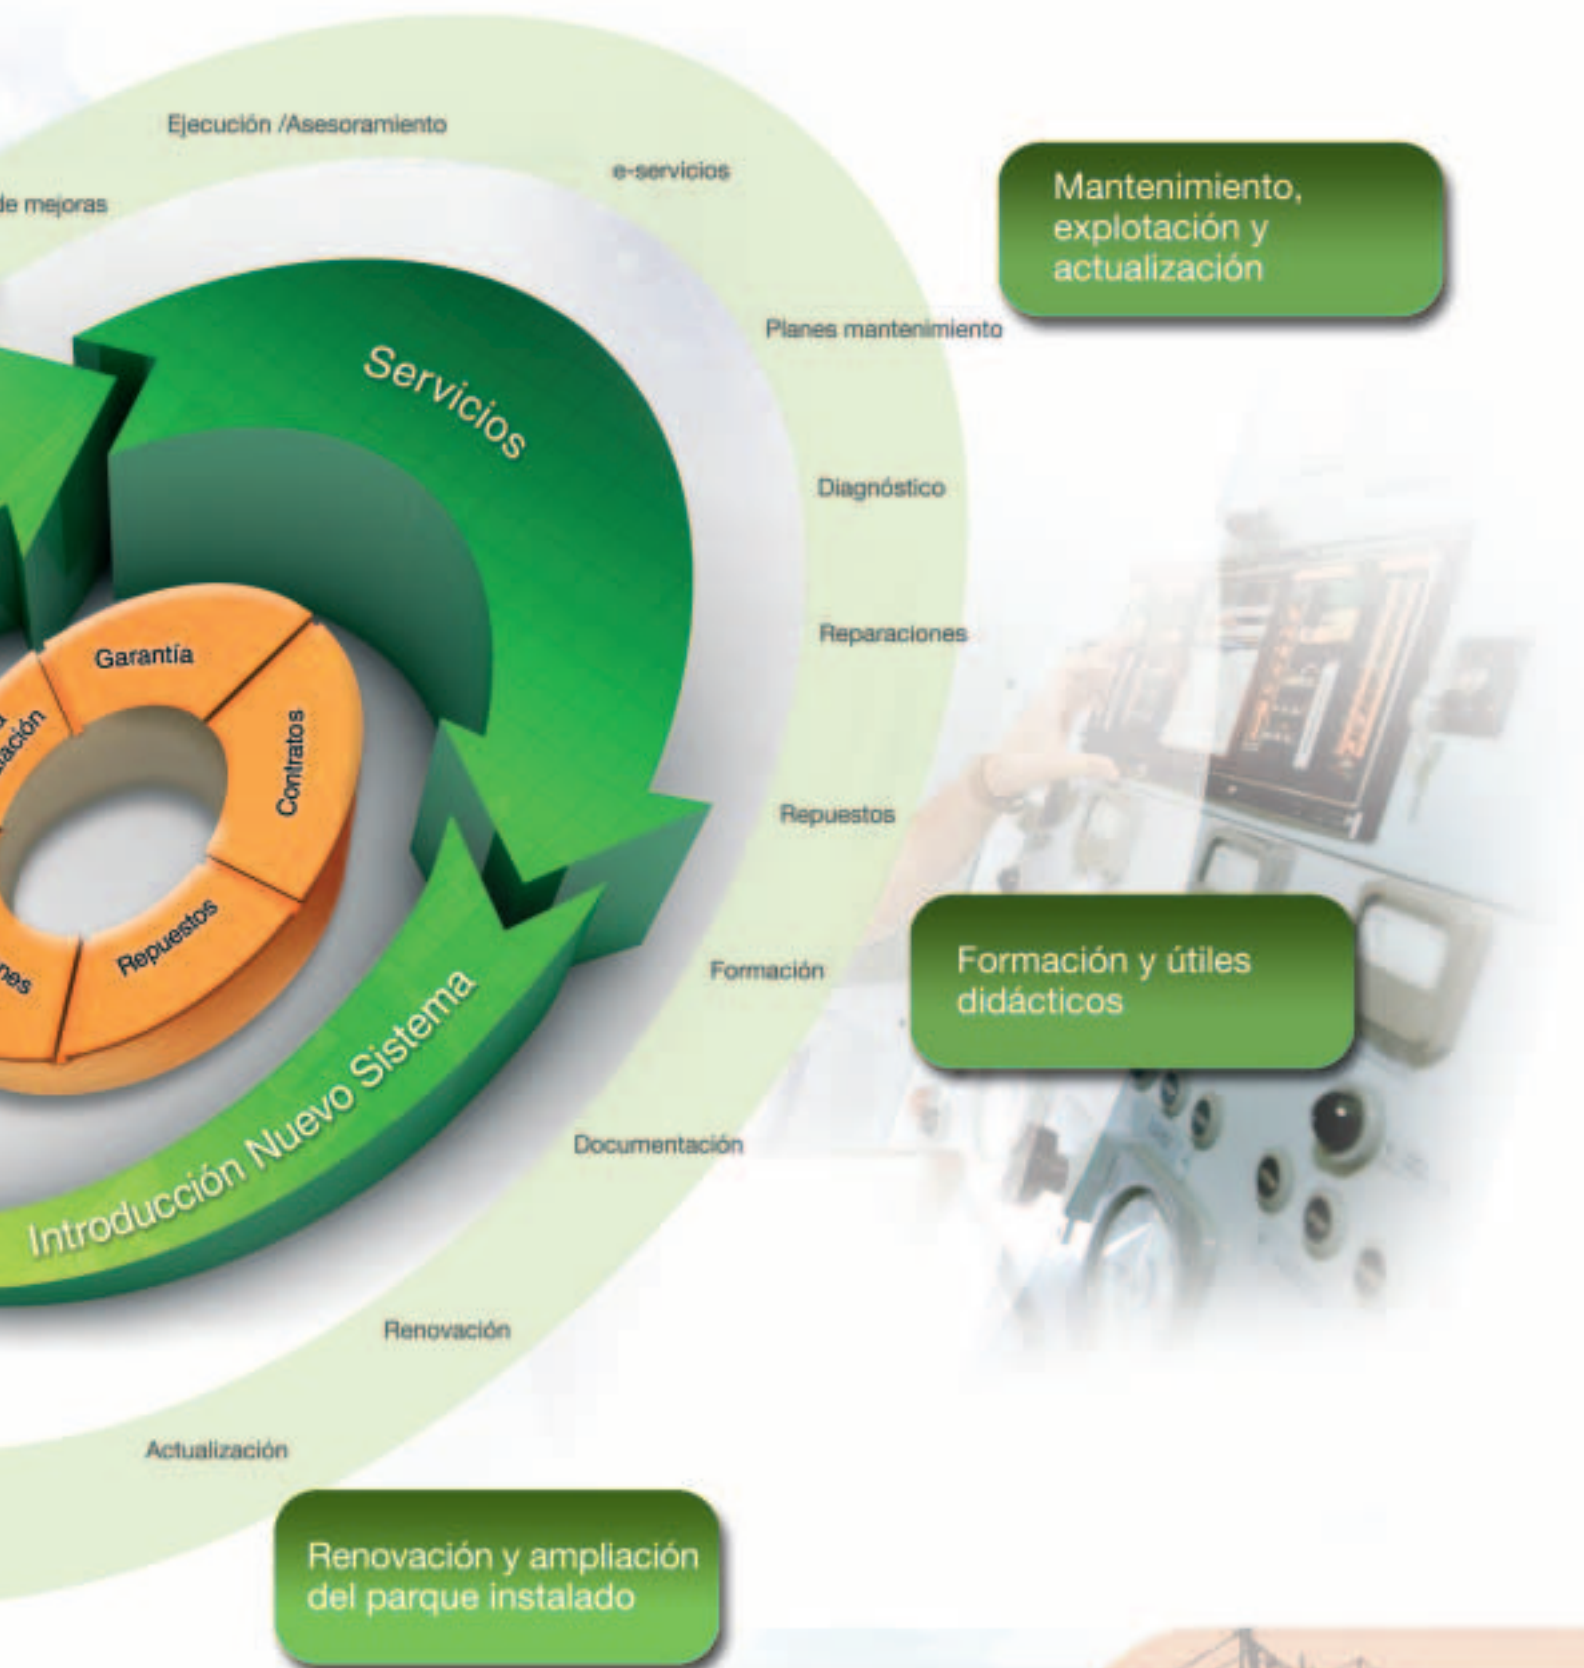 Ejecución /Asesoramiento
e-servicios
de mejoras
Mantenimiento,
explotación y
actualización
Planes mantenimiento
Servicios
Diagnóstico
Reparaciones
Garantía
Contratos
Repuestos
Repuestos
Formación
Formación y útiles
didácticos
Introducción Nuevo Sistema
Documentación
Renovación
Actualización
Renovación y ampliación
del parque instalado